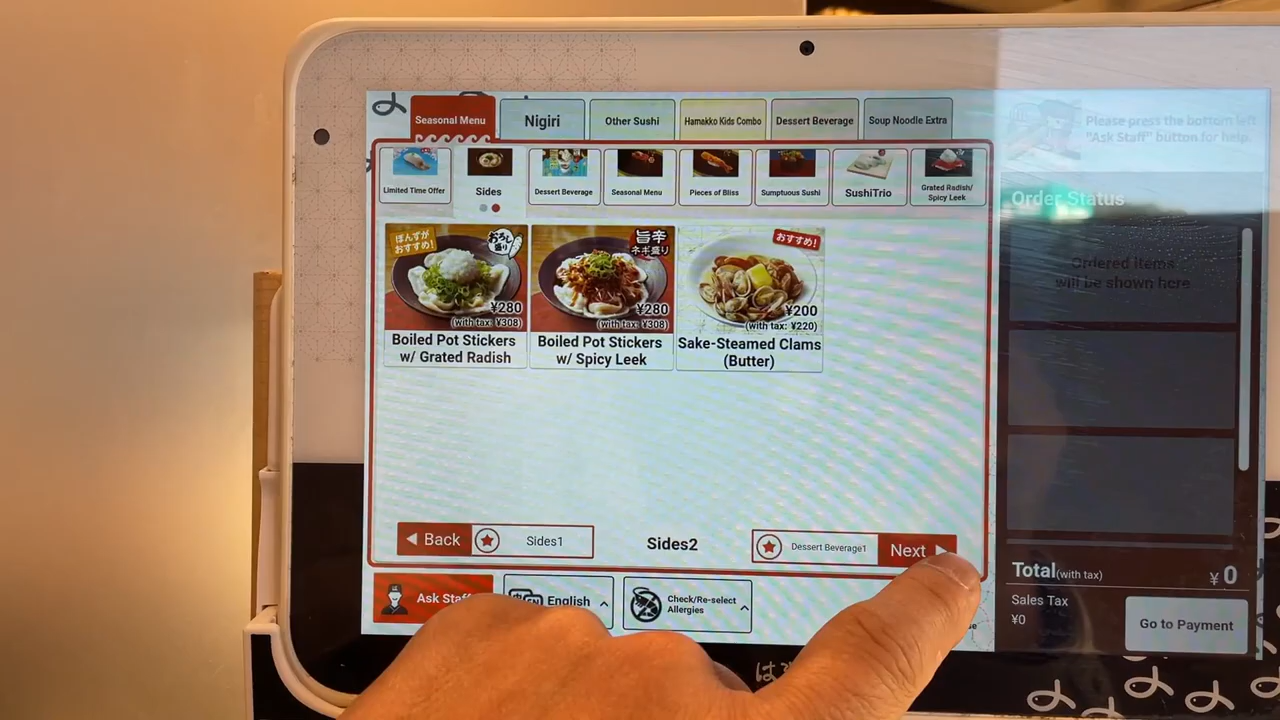 Seasonal Menu
Nigiri
Other Sushi
Hamakko Kids Combo
Dessert Beverage
Soup Noodle Extra
Please press the bottom left
"Ask Staff" button for help.
Limited Time Offer
Sides
Dessert Beverage
Seasonal Menu
Pieces of Bliss
Sumptuous Sushi
SushiTrio
Grated Radish/
Spicy Leek
Order Status
Ordered items
will be shown here
ぽんずが
おすすめ!
おろし
盛り
¥280
(with tax: ¥308)
Boiled Pot Stickers
w/ Grated Radish
旨辛
ネギ盛り
¥280
(with tax: ¥308)
Boiled Pot Stickers
w/ Spicy Leek
おすすめ!
¥200
(with tax: ¥220)
Sake-Steamed Clams
(Butter)
Back
Sides1
Sides2
Dessert Beverage1
Next
Ask Staff
English
Check/Re-select
Allergies
Total(with tax)
¥0
Sales Tax
¥0
Go to Payment